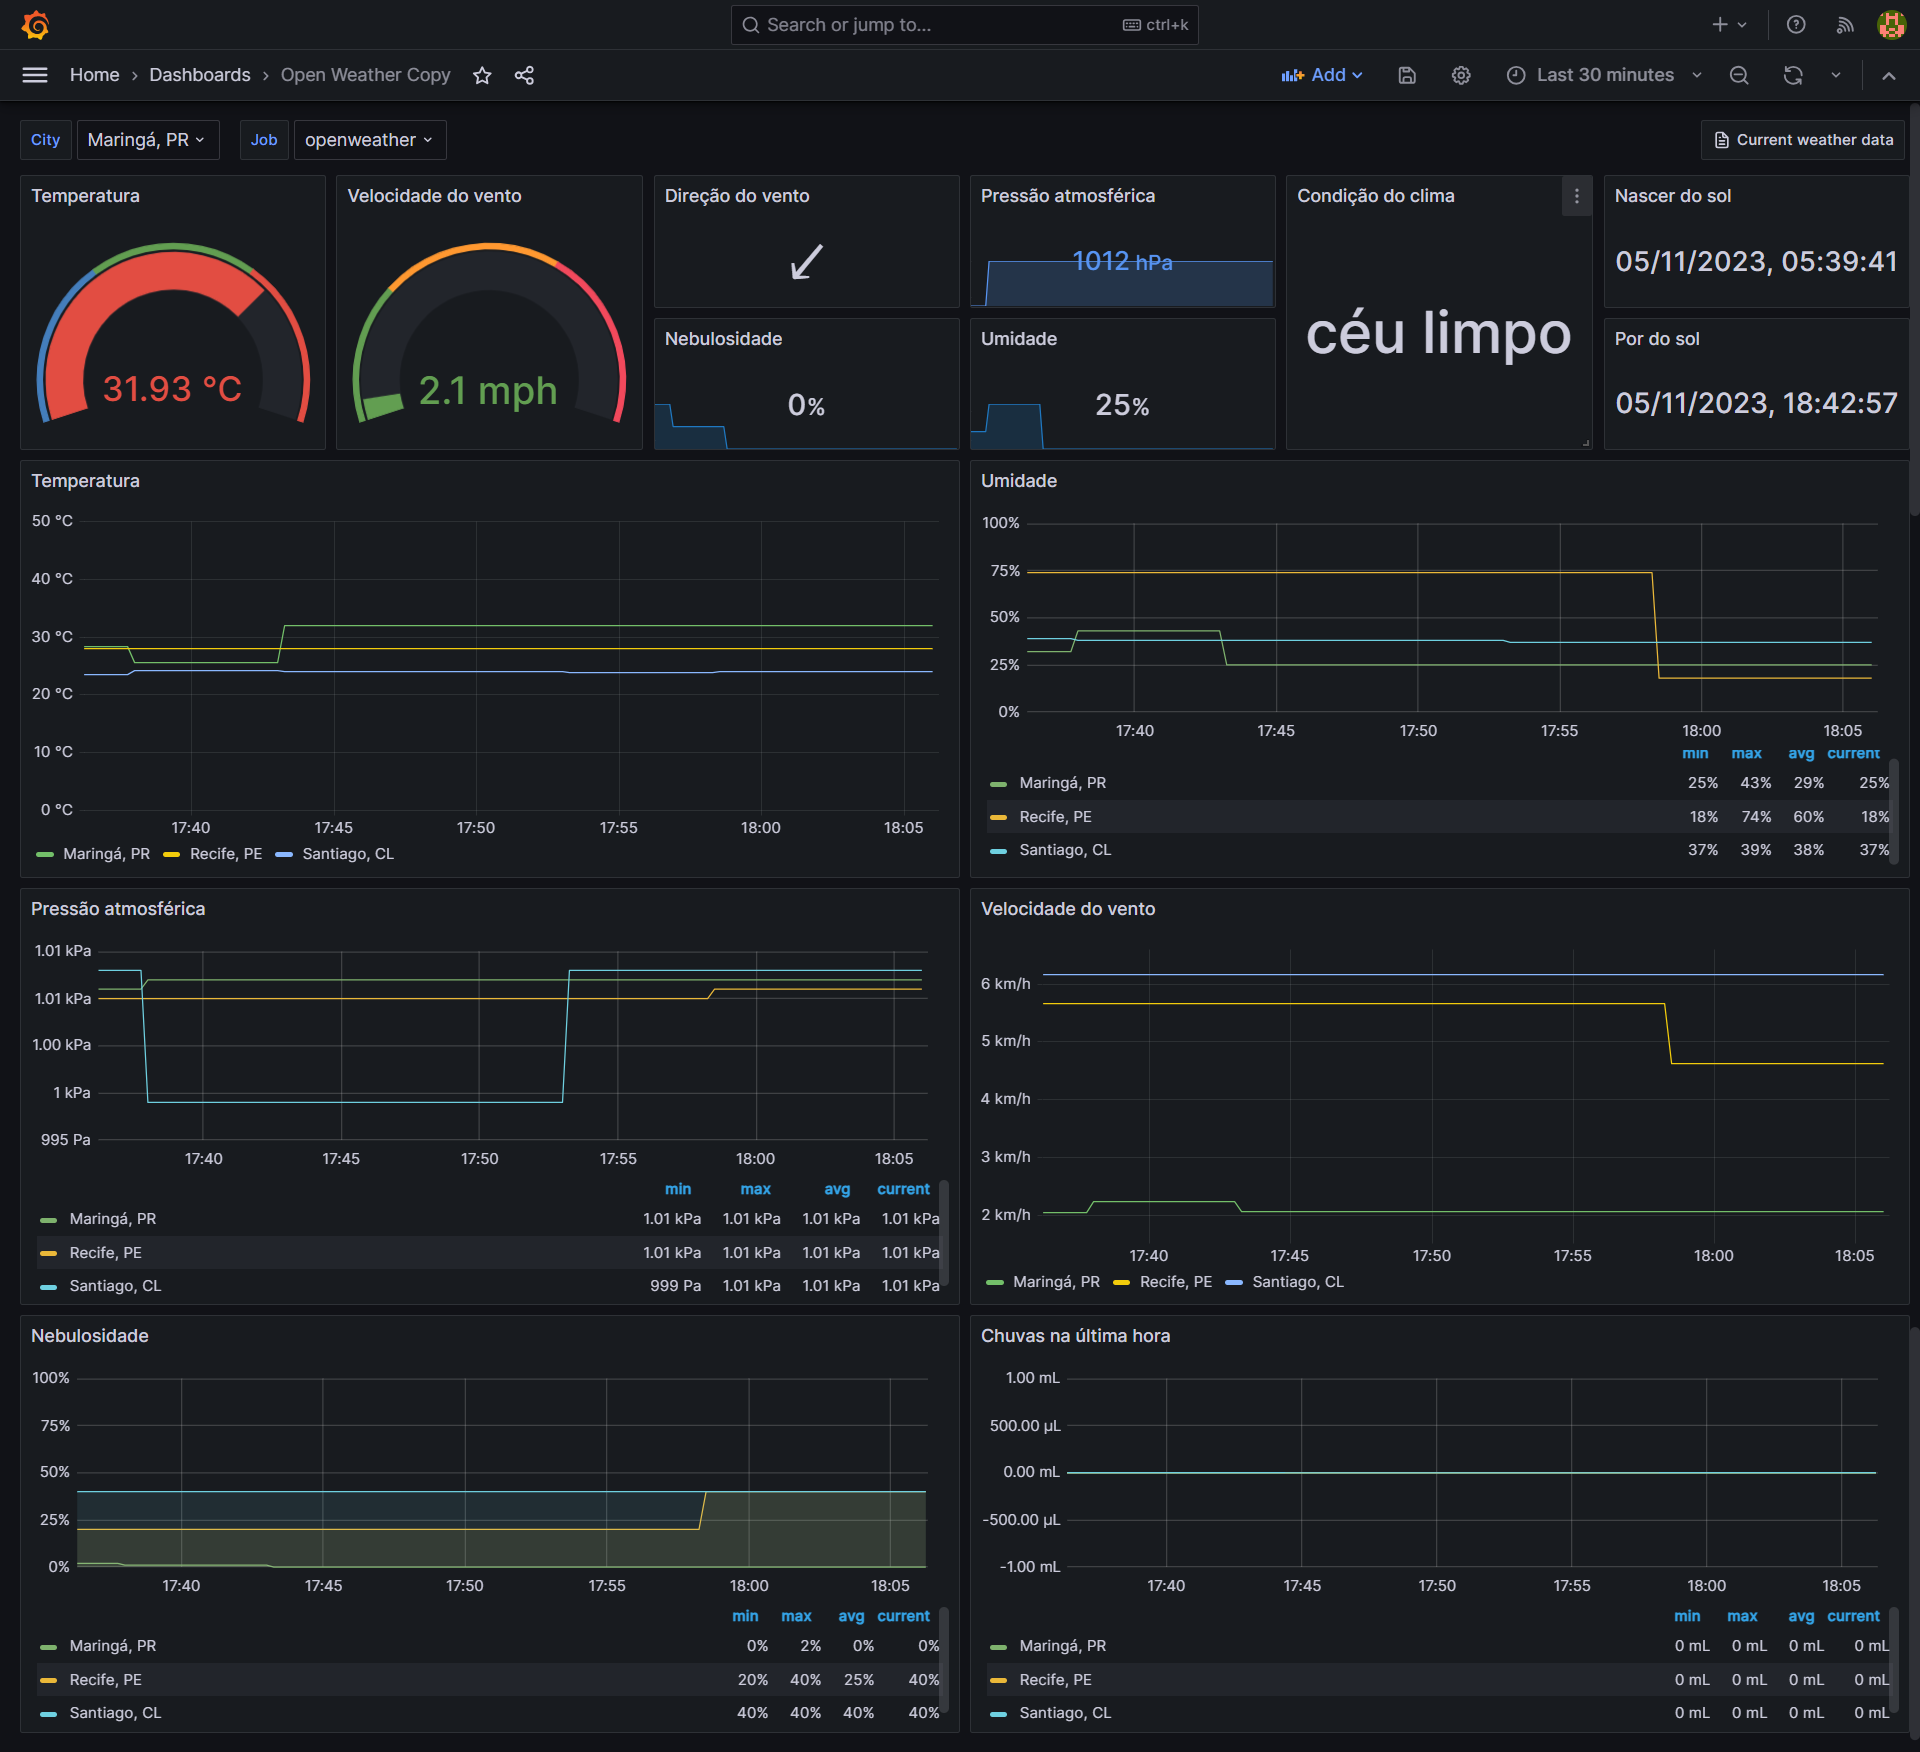 Search or jump to... ctrl+k
Home › Dashboards › Open Weather Copy Add Last 30 minutes
City Maringá, PR Job openweather Current weather data
Temperatura
31.93 °C
Velocidade do vento
2.1 mph
Direção do vento
Pressão atmosférica
1012 hPa
Condição do clima
céu limpo
Nascer do sol
05/11/2023, 05:39:41
Nebulosidade
0%
Umidade
25%
Por do sol
05/11/2023, 18:42:57
Temperatura
50 °C
40 °C
30 °C
20 °C
10 °C
0 °C
17:40 17:45 17:50 17:55 18:00 18:05
Maringá, PR Recife, PE Santiago, CL
Umidade
100%
75%
50%
25%
0%
17:40 17:45 17:50 17:55 18:00 18:05
min max avg current
Maringá, PR 25% 43% 29% 25%
Recife, PE 18% 74% 60% 18%
Santiago, CL 37% 39% 38% 37%
Pressão atmosférica
1.01 kPa
1.01 kPa
1.00 kPa
1 kPa
995 Pa
17:40 17:45 17:50 17:55 18:00 18:05
min max avg current
Maringá, PR 1.01 kPa 1.01 kPa 1.01 kPa 1.01 kPa
Recife, PE 1.01 kPa 1.01 kPa 1.01 kPa 1.01 kPa
Santiago, CL 999 Pa 1.01 kPa 1.01 kPa 1.01 kPa
Velocidade do vento
6 km/h
5 km/h
4 km/h
3 km/h
2 km/h
17:40 17:45 17:50 17:55 18:00 18:05
Maringá, PR Recife, PE Santiago, CL
Nebulosidade
100%
75%
50%
25%
0%
17:40 17:45 17:50 17:55 18:00 18:05
min max avg current
Maringá, PR 0% 2% 0% 0%
Recife, PE 20% 40% 25% 40%
Santiago, CL 40% 40% 40% 40%
Chuvas na última hora
1.00 mL
500.00 µL
0.00 mL
-500.00 µL
-1.00 mL
17:40 17:45 17:50 17:55 18:00 18:05
min max avg current
Maringá, PR 0 mL 0 mL 0 mL 0 mL
Recife, PE 0 mL 0 mL 0 mL 0 mL
Santiago, CL 0 mL 0 mL 0 mL 0 mL